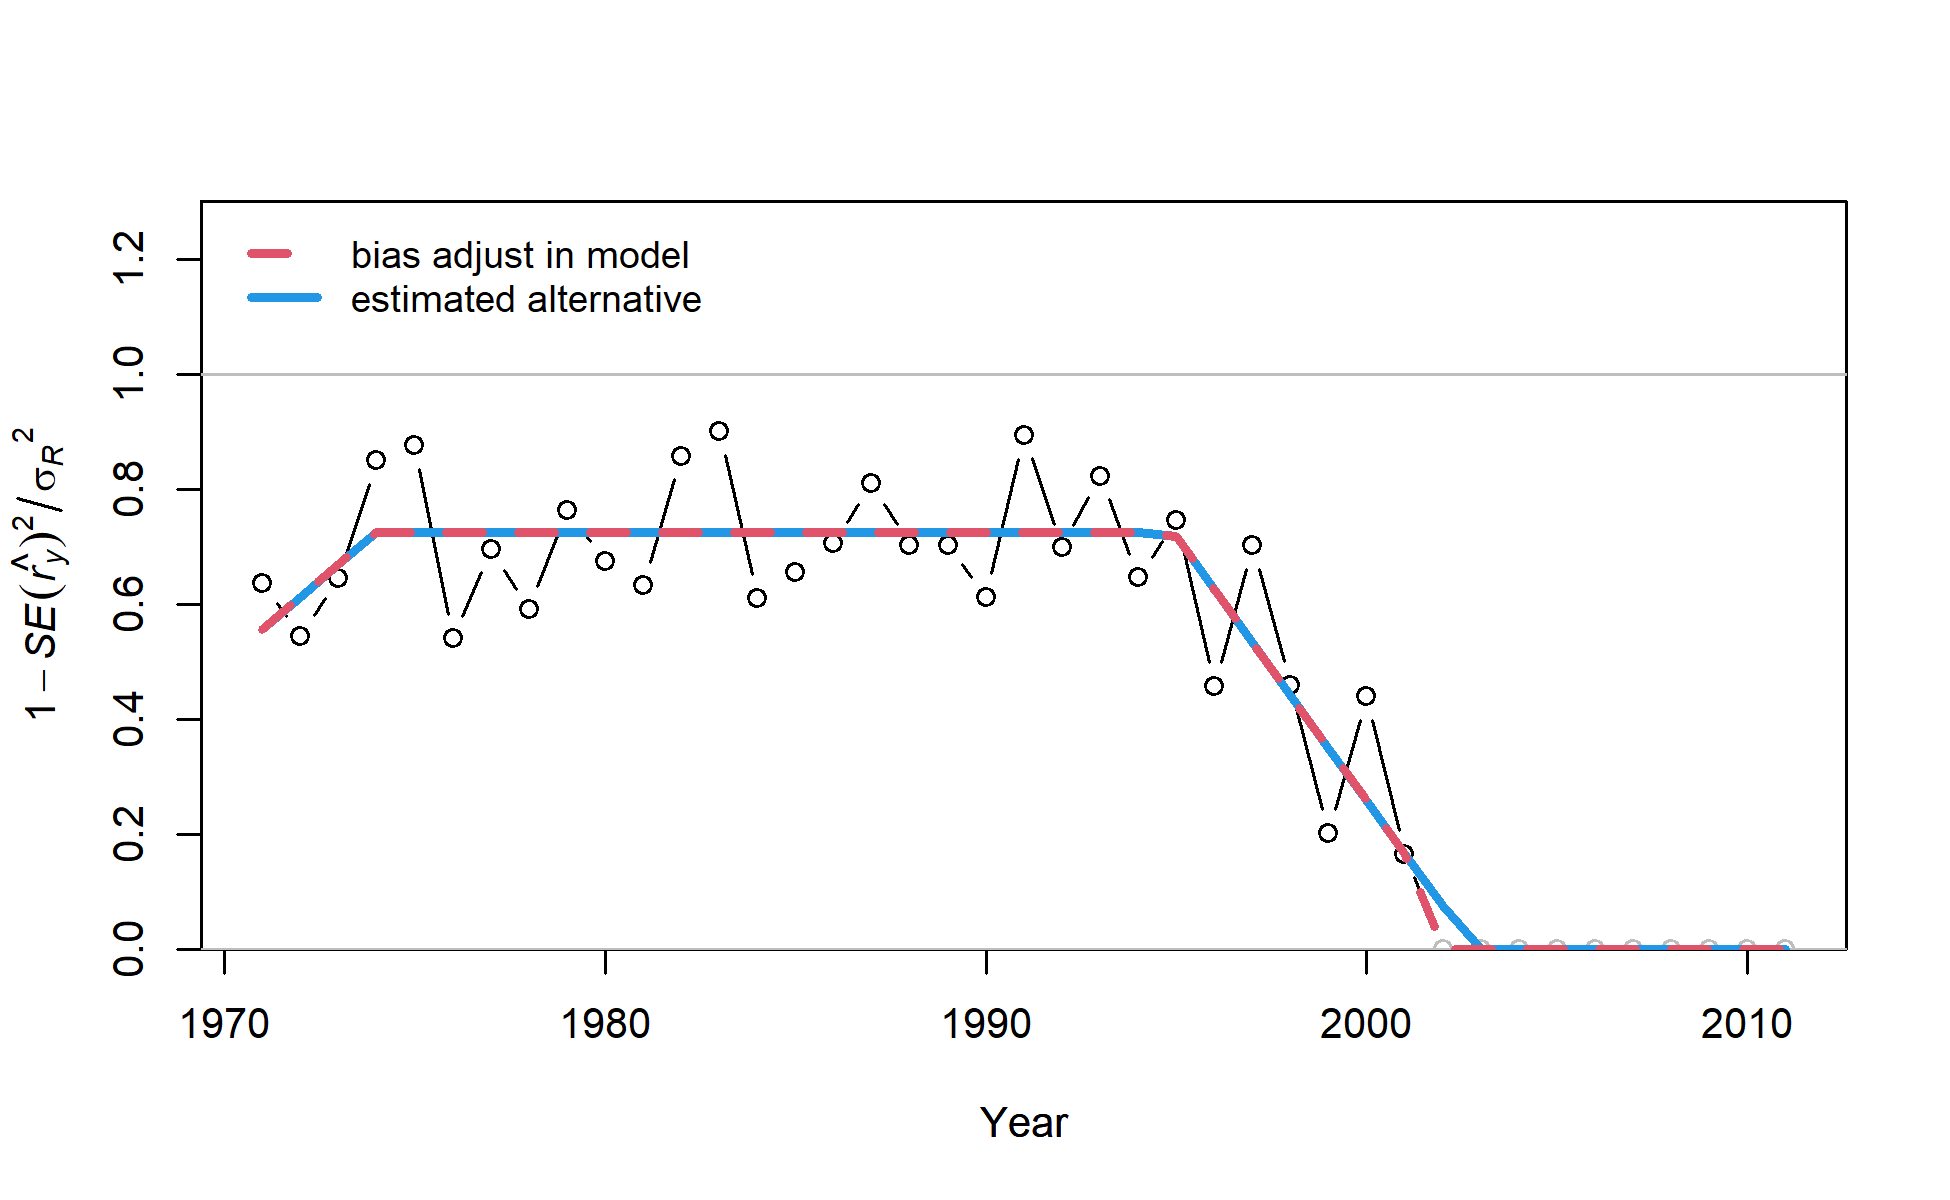 bias adjust in model
estimated alternative
1 − SE(r̂y)²/σR²
1.2
1.0
0.8
0.6
0.4
0.2
0.0
1970 1980 1990 2000 2010
Year